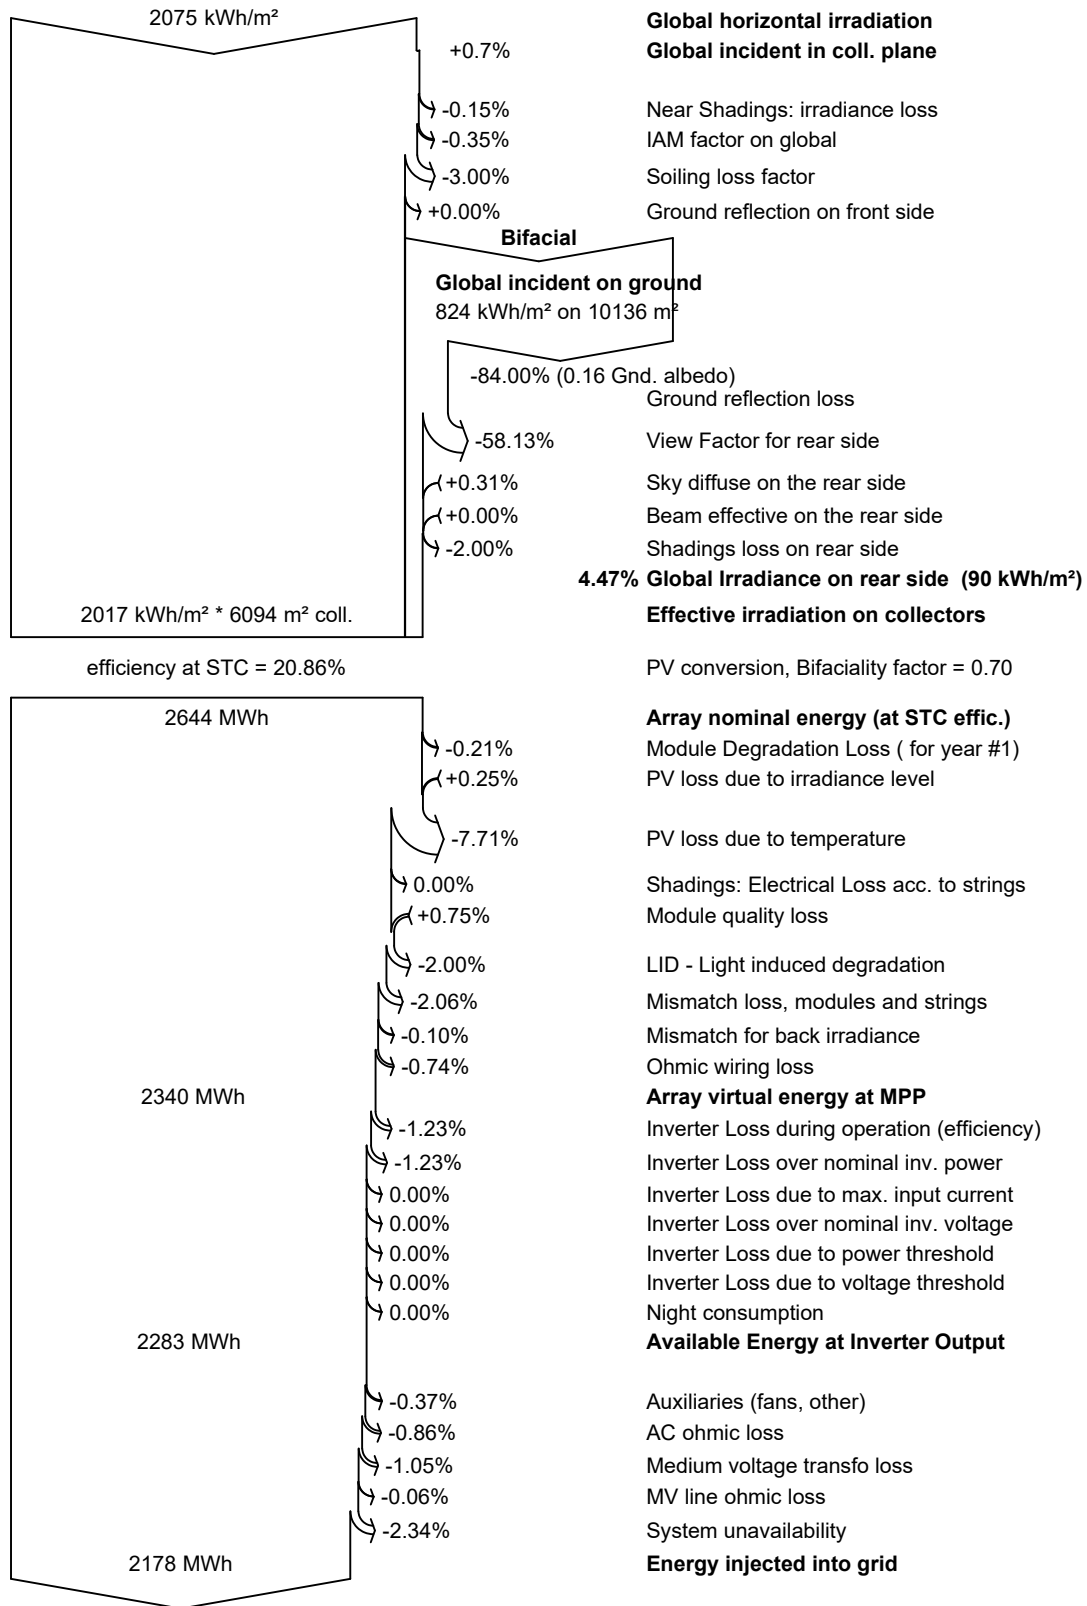 2075 kWh/m² Global horizontal irradiation
+0.7% Global incident in coll. plane
-0.15% Near Shadings: irradiance loss
-0.35% IAM factor on global
-3.00% Soiling loss factor
+0.00% Ground reflection on front side
Bifacial
Global incident on ground
824 kWh/m² on 10136 m²
-84.00% (0.16 Gnd. albedo)
Ground reflection loss
-58.13% View Factor for rear side
+0.31% Sky diffuse on the rear side
+0.00% Beam effective on the rear side
-2.00% Shadings loss on rear side
4.47% Global Irradiance on rear side (90 kWh/m²)
2017 kWh/m² * 6094 m² coll. Effective irradiation on collectors
efficiency at STC = 20.86% PV conversion, Bifaciality factor = 0.70
2644 MWh Array nominal energy (at STC effic.)
-0.21% Module Degradation Loss ( for year #1)
+0.25% PV loss due to irradiance level
-7.71% PV loss due to temperature
0.00% Shadings: Electrical Loss acc. to strings
+0.75% Module quality loss
-2.00% LID - Light induced degradation
-2.06% Mismatch loss, modules and strings
-0.10% Mismatch for back irradiance
-0.74% Ohmic wiring loss
2340 MWh Array virtual energy at MPP
-1.23% Inverter Loss during operation (efficiency)
-1.23% Inverter Loss over nominal inv. power
0.00% Inverter Loss due to max. input current
0.00% Inverter Loss over nominal inv. voltage
0.00% Inverter Loss due to power threshold
0.00% Inverter Loss due to voltage threshold
0.00% Night consumption
2283 MWh Available Energy at Inverter Output
-0.37% Auxiliaries (fans, other)
-0.86% AC ohmic loss
-1.05% Medium voltage transfo loss
-0.06% MV line ohmic loss
-2.34% System unavailability
2178 MWh Energy injected into grid